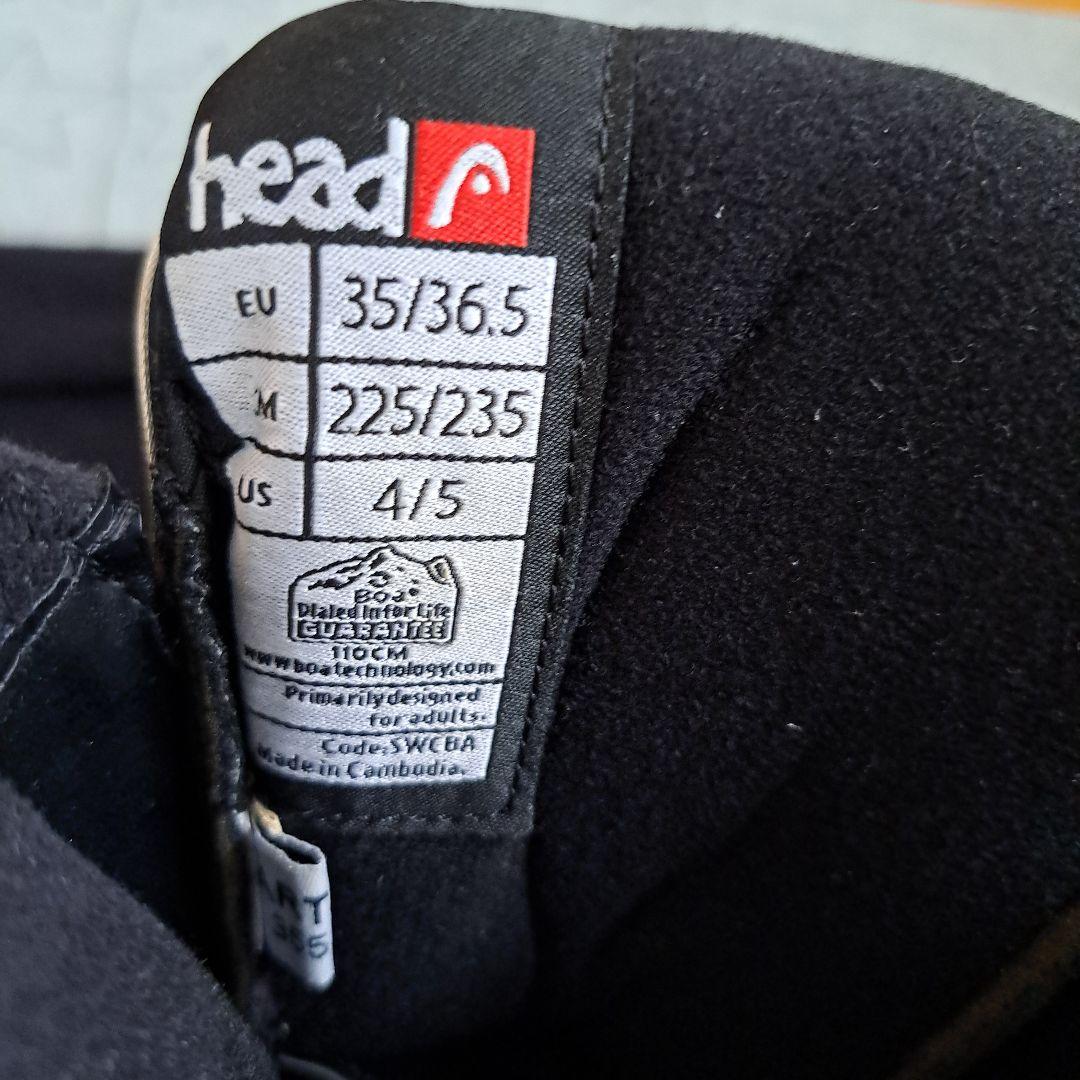 head
EU 35/36.5
M 225/235
US 4/5
Boa®
Dialed In for Life
GUARANTEE
110CM
www.boatechnology.com
Primarily designed
for adults.
Code:SWCBA
Made in Cambodia.